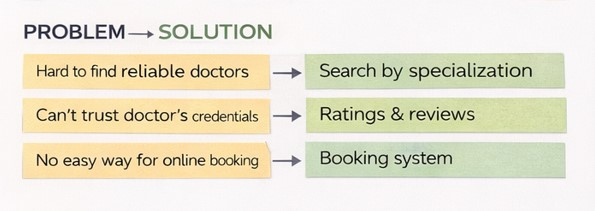 PROBLEM → SOLUTION
Hard to find reliable doctors → Search by specialization
Can't trust doctor's credentials → Ratings & reviews
No easy way for online booking → Booking system